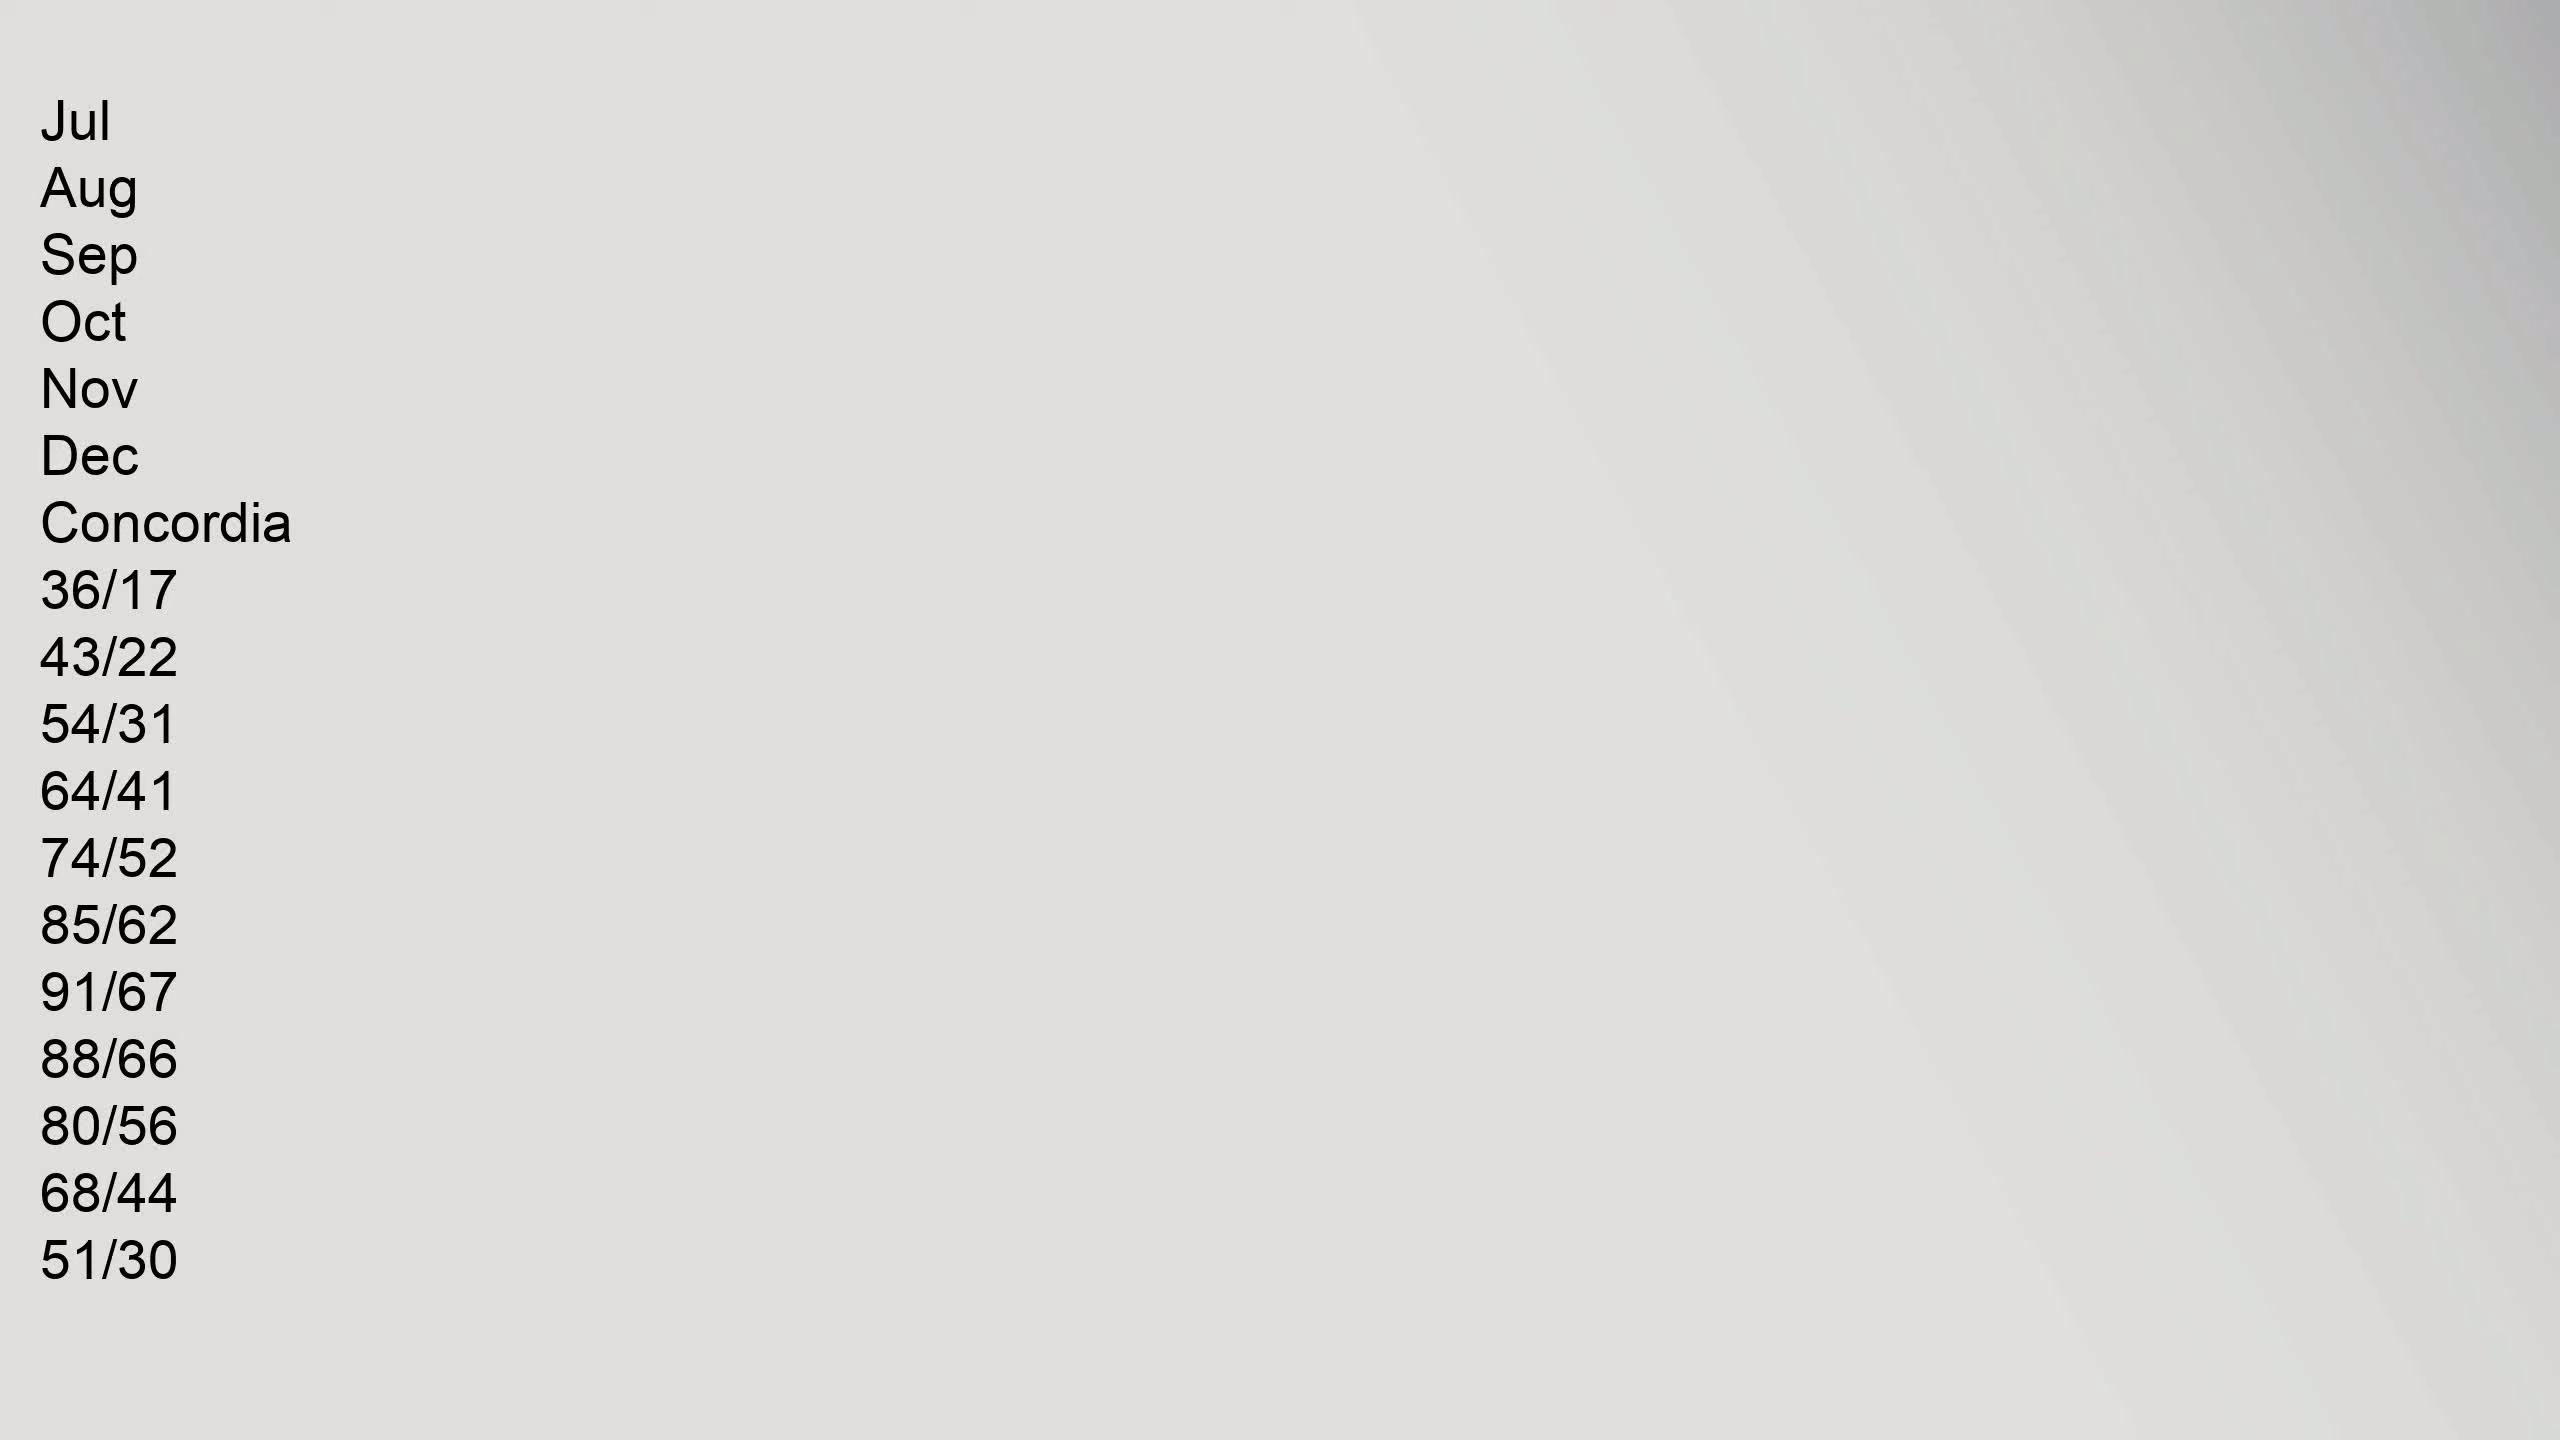 Jul
Aug
Sep
Oct
Nov
Dec
Concordia
36/17
43/22
54/31
64/41
74/52
85/62
91/67
88/66
80/56
68/44
51/30